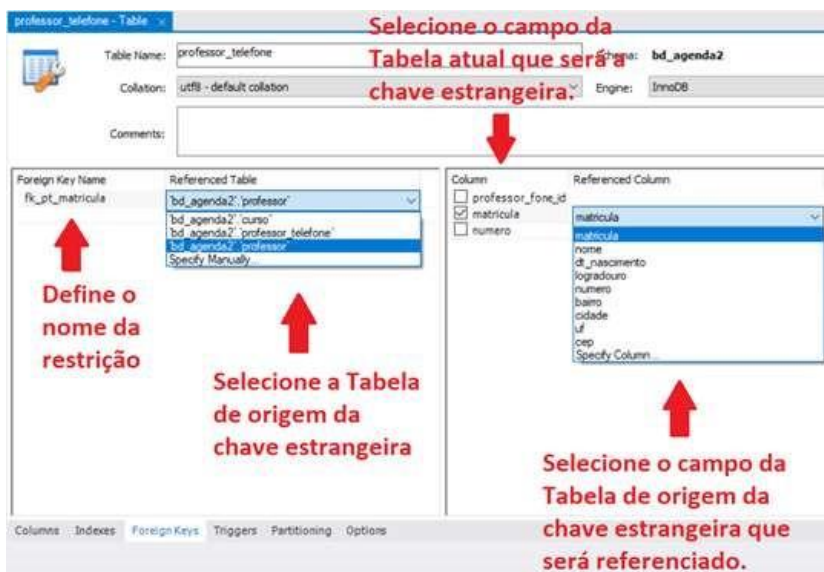 professor_telefone - Table ×
Selecione o campo da
Tabela atual que será a
chave estrangeira.
Table Name: professor_telefone
Schema: bd_agenda2
Collation: utf8 - default collation
Engine: InnoDB
Comments:
Foreign Key Name Referenced Table
fk_pt_matricula 'bd_agenda2'.'professor'
'bd_agenda2'.'curso'
'bd_agenda2'.'professor_telefone'
'bd_agenda2'.'professor'
Specify Manually...
Column Referenced Column
professor_fone_id
matricula matricula
numero
matricula
nome
dt_nascimento
logradouro
numero
bairro
cidade
uf
cep
Specify Column...
Define o
nome da
restrição
Selecione a Tabela
de origem da
chave estrangeira
Selecione o campo da
Tabela de origem da
chave estrangeira que
será referenciado.
Columns Indexes Foreign Keys Triggers Partitioning Options